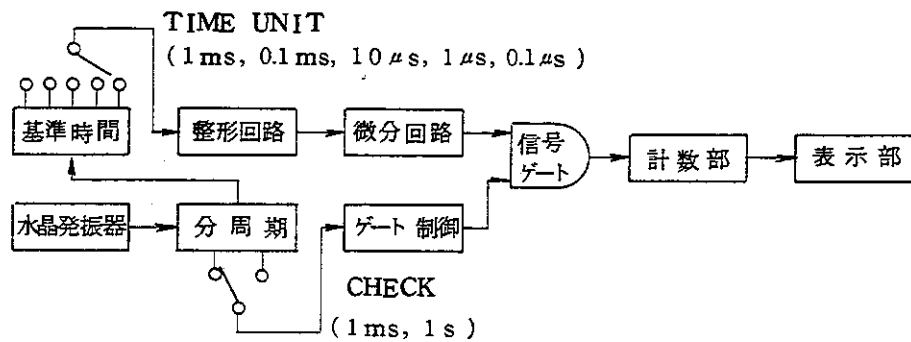 TIME UNIT
(1ms, 0.1ms, 10μs, 1μs, 0.1μs)
基準時間
整形回路
微分回路
信号
ゲート
計数部
表示部
水晶発振器
分周期
ゲート制御
CHECK
(1ms, 1s)